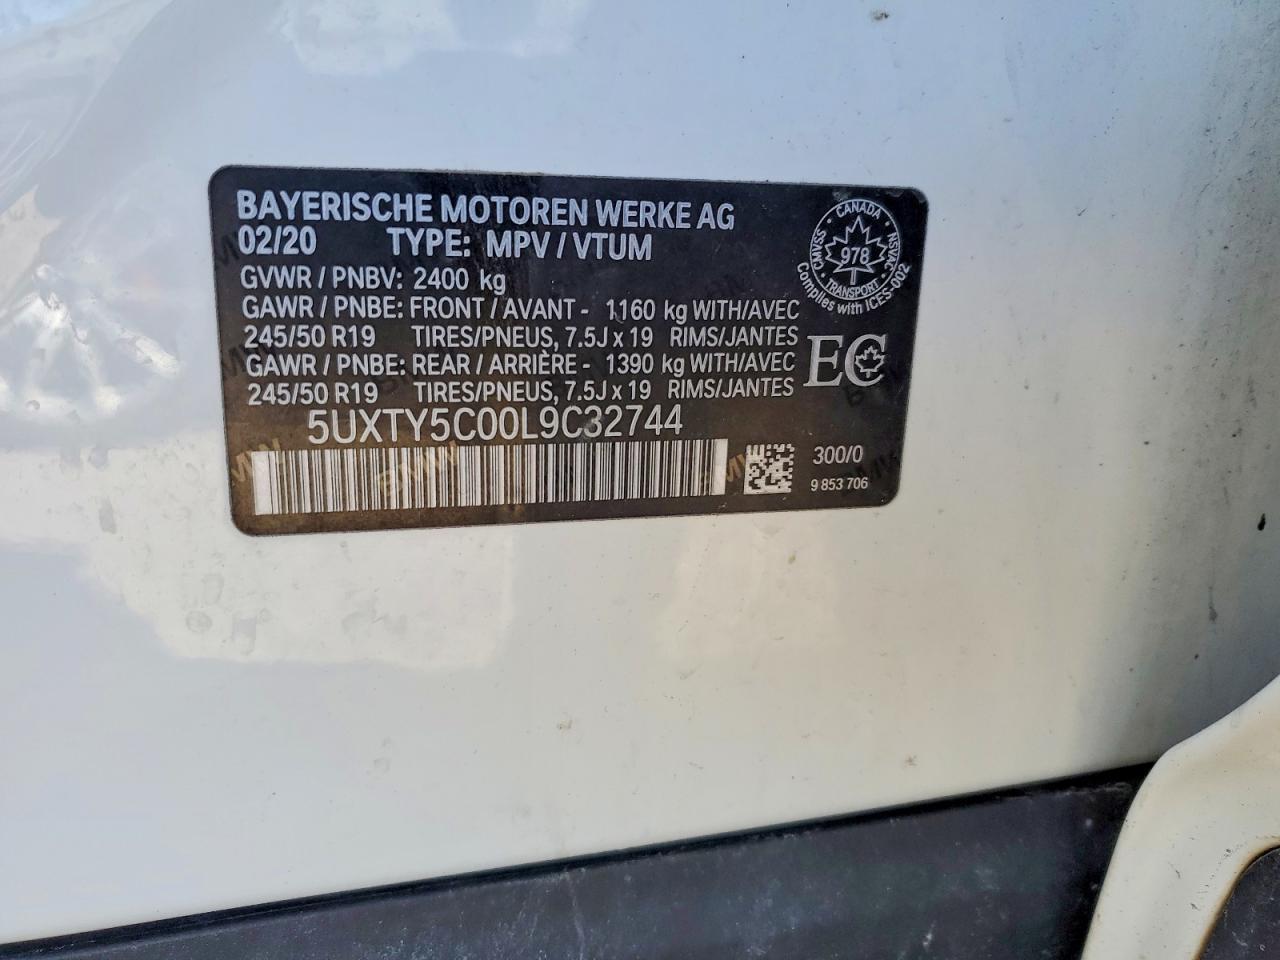 BAYERISCHE MOTOREN WERKE AG
02/20 TYPE: MPV / VTUM
GVWR / PNBV: 2400 kg
GAWR / PNBE: FRONT / AVANT - 1160 kg WITH/AVEC
245/50 R19 TIRES/PNEUS, 7.5J x 19 RIMS/JANTES
GAWR / PNBE: REAR / ARRIÈRE - 1390 kg WITH/AVEC
245/50 R19 TIRES/PNEUS, 7.5J x 19 RIMS/JANTES
5UXTY5C00L9C32744
CANADA
CMVSS
NSVAC
978
TRANSPORT
Complies with ICES-002
EC
300/0
9 853 706
BMW